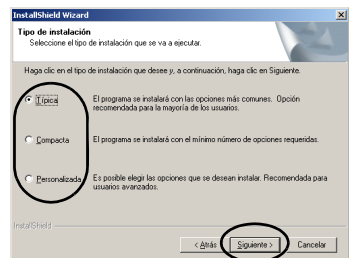 InstallShield Wizard
Tipo de instalación
Seleccione el tipo de instalación que se va a ejecutar.
Haga clic en el tipo de instalación que desee y, a continuación, haga clic en Siguiente.
Típica
El programa se instalará con las opciones más comunes. Opción
recomendada para la mayoría de los usuarios.
Compacta
El programa se instalará con el mínimo número de opciones requeridas.
Personalizada
Es posible elegir las opciones que se desean instalar. Recomendada para
usuarios avanzados.
InstallShield
< Atrás
Siguiente >
Cancelar